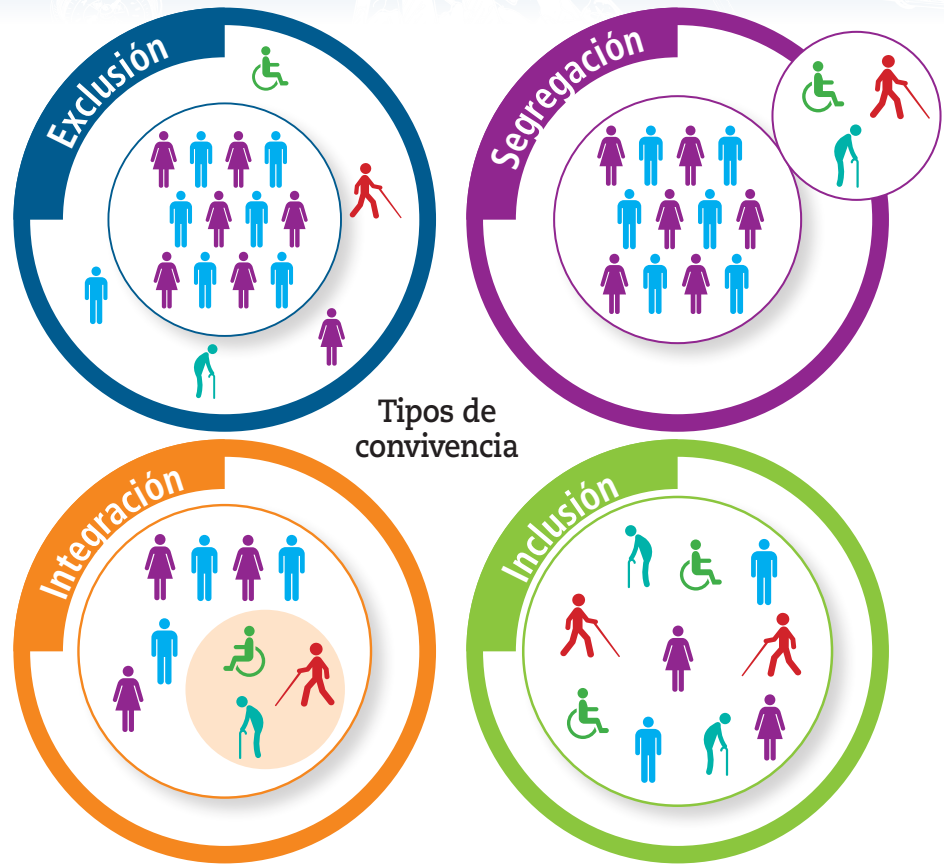 Exclusión
Segregación
Tipos de
convivencia
Integración
Inclusión